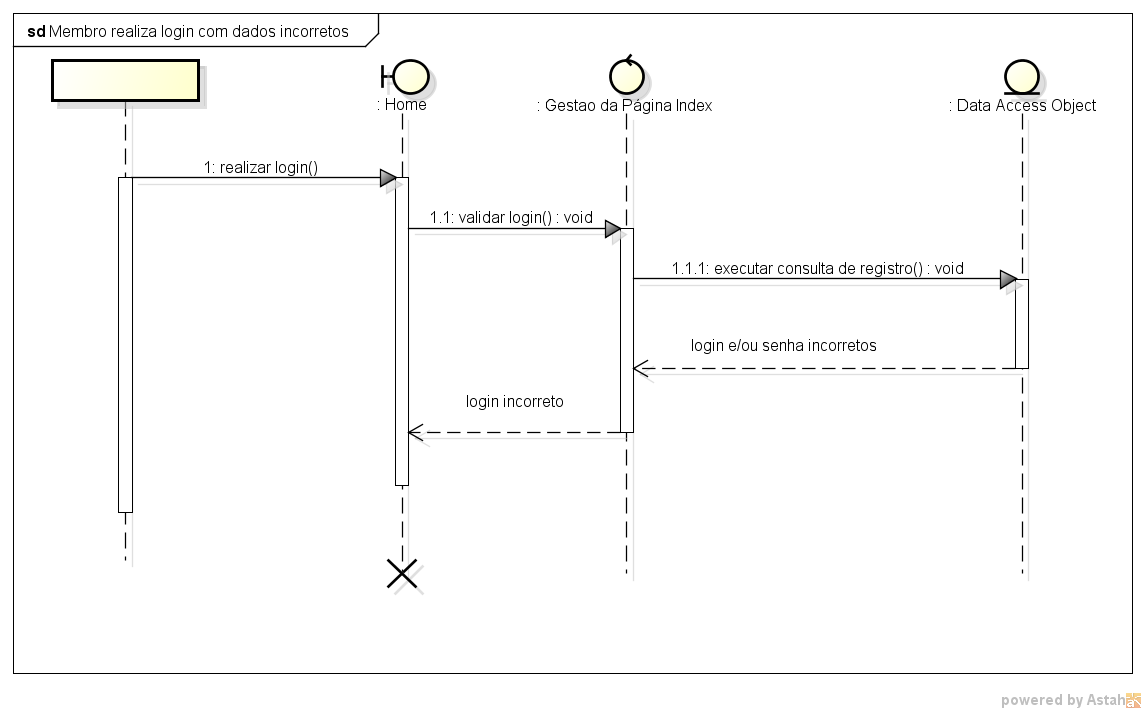 sd Membro realiza login com dados incorretos
: Home
: Gestao da Página Index
: Data Access Object
1: realizar login()
1.1: validar login() : void
1.1.1: executar consulta de registro() : void
login e/ou senha incorretos
login incorreto
powered by Astah